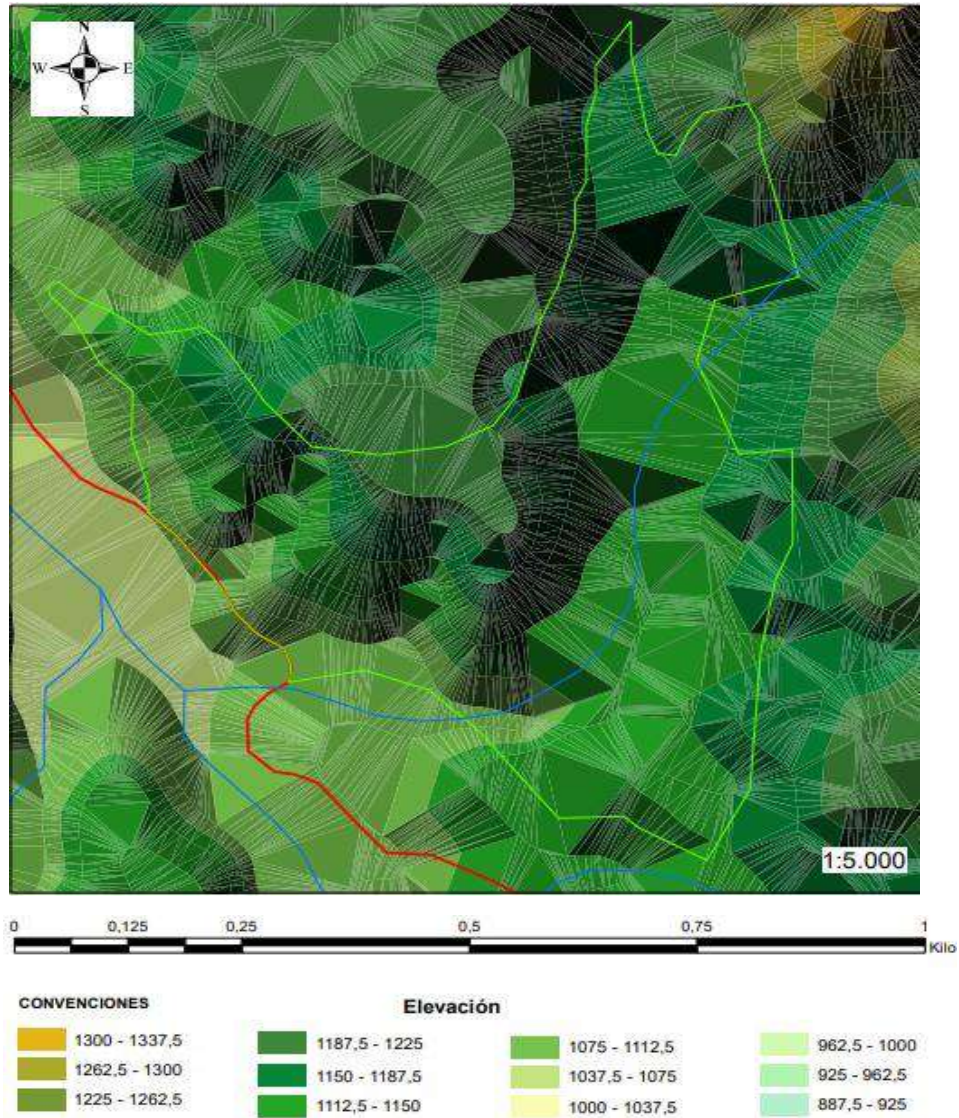 N
W E
S
1:5.000
0 0,125 0,25 0,5 0,75 1
Kilo
CONVENCIONES
Elevación
1300 - 1337,5
1262,5 - 1300
1225 - 1262,5
1187,5 - 1225
1150 - 1187,5
1112,5 - 1150
1075 - 1112,5
1037,5 - 1075
1000 - 1037,5
962,5 - 1000
925 - 962,5
887,5 - 925